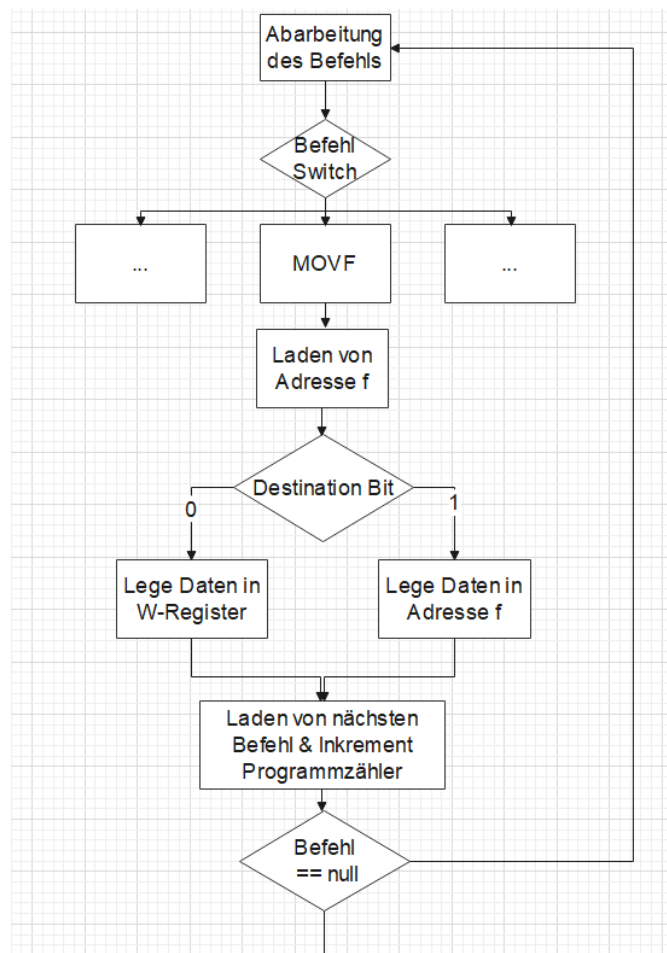 Abarbeitung
des Befehls
Befehl
Switch
...
MOVF
...
Laden von
Adresse f
Destination Bit
0
1
Lege Daten in
W-Register
Lege Daten in
Adresse f
Laden von nächsten
Befehl & Inkrement
Programmzähler
Befehl
== null